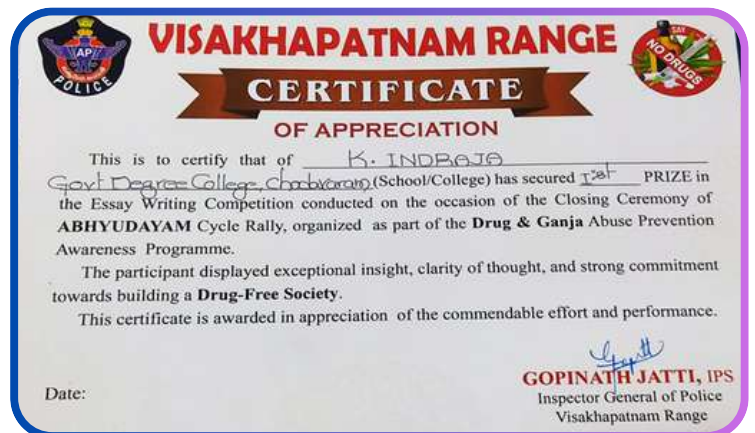 AP
POLICE
SAY
NO DRUGS
VISAKHAPATNAM RANGE
CERTIFICATE
OF APPRECIATION
This is to certify that of K. INDRAJA
Govt Degree College, Chodavaram (School/College) has secured Ist PRIZE in
the Essay Writing Competition conducted on the occasion of the Closing Ceremony of
ABHYUDAYAM Cycle Rally, organized as part of the Drug & Ganja Abuse Prevention
Awareness Programme.
The participant displayed exceptional insight, clarity of thought, and strong commitment
towards building a Drug-Free Society.
This certificate is awarded in appreciation of the commendable effort and performance.
GOPINATH JATTI, IPS
Date:
Inspector General of Police
Visakhapatnam Range